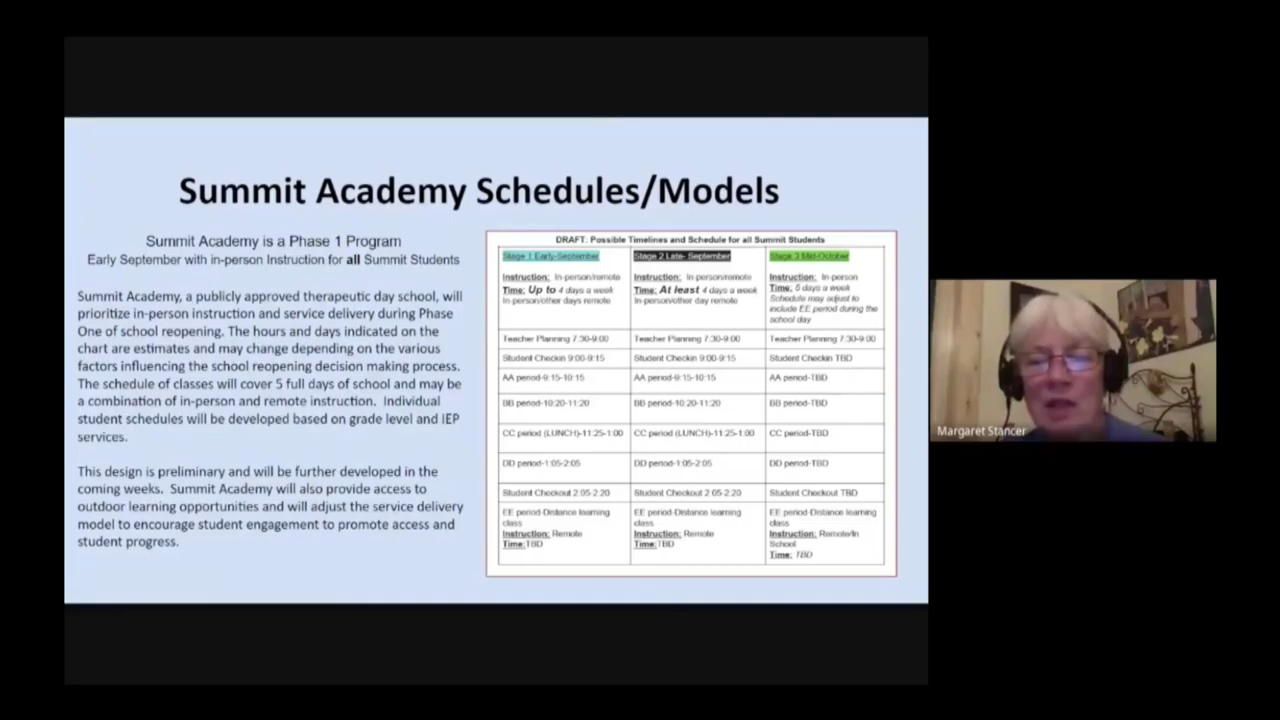 Summit Academy Schedules/Models
Summit Academy is a Phase 1 Program
Early September with in-person Instruction for all Summit Students
Summit Academy, a publicly approved therapeutic day school, will
prioritize in-person instruction and service delivery during Phase
One of school reopening. The hours and days indicated on the
chart are estimates and may change depending on the various
factors influencing the school reopening decision making process.
The schedule of classes will cover 5 full days of school and may be
a combination of in-person and remote instruction. Individual
student schedules will be developed based on grade level and IEP
services.
This design is preliminary and will be further developed in the
coming weeks. Summit Academy will also provide access to
outdoor learning opportunities and will adjust the service delivery
model to encourage student engagement to promote access and
student progress.
DRAFT: Possible Timelines and Schedule for all Summit Students
Stage 1 Early-September
Instruction: In-person/remote
Time: Up to 4 days a week
In-person/other days remote
Teacher Planning 7:30-9:00
Student Checkin 9:00-9:15
AA period-9:15-10:15
BB period-10:20-11:20
CC period (LUNCH)-11:25-1:00
DD period-1:05-2:05
Student Checkout 2:05-2:20
EE period-Distance learning
class
Instruction: Remote
Time:TBD
Stage 2 Late- September
Instruction: In-person/remote
Time: At least 4 days a week
In-person/other day remote
Teacher Planning 7:30-9:00
Student Checkin 9:00-9:15
AA period-9:15-10:15
BB period-10:20-11:20
CC period (LUNCH)-11:25-1:00
DD period-1:05-2:05
Student Checkout 2:05-2:20
EE period-Distance learning
class
Instruction: Remote
Time:TBD
Stage 3 Mid-October
Instruction: In-person
Time: 5 days a week
Schedule may adjust to
include EE period during the
school day
Teacher Planning 7:30-9:00
Student Checkin TBD
AA period-TBD
BB period-TBD
CC period-TBD
DD period-TBD
Student Checkout TBD
EE period-Distance learning
class
Instruction: Remote/In
School
Time: TBD
Margaret Stancer